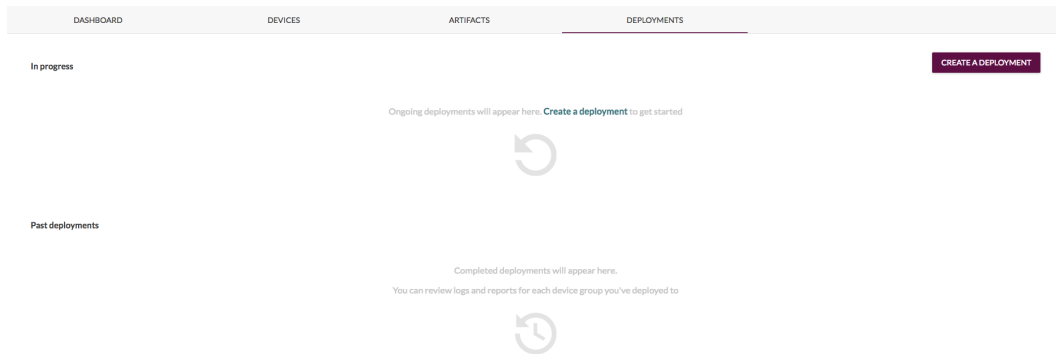 DASHBOARD DEVICES ARTIFACTS DEPLOYMENTS
In progress
CREATE A DEPLOYMENT
Ongoing deployments will appear here. Create a deployment to get started
Past deployments
Completed deployments will appear here.
You can review logs and reports for each device group you've deployed to